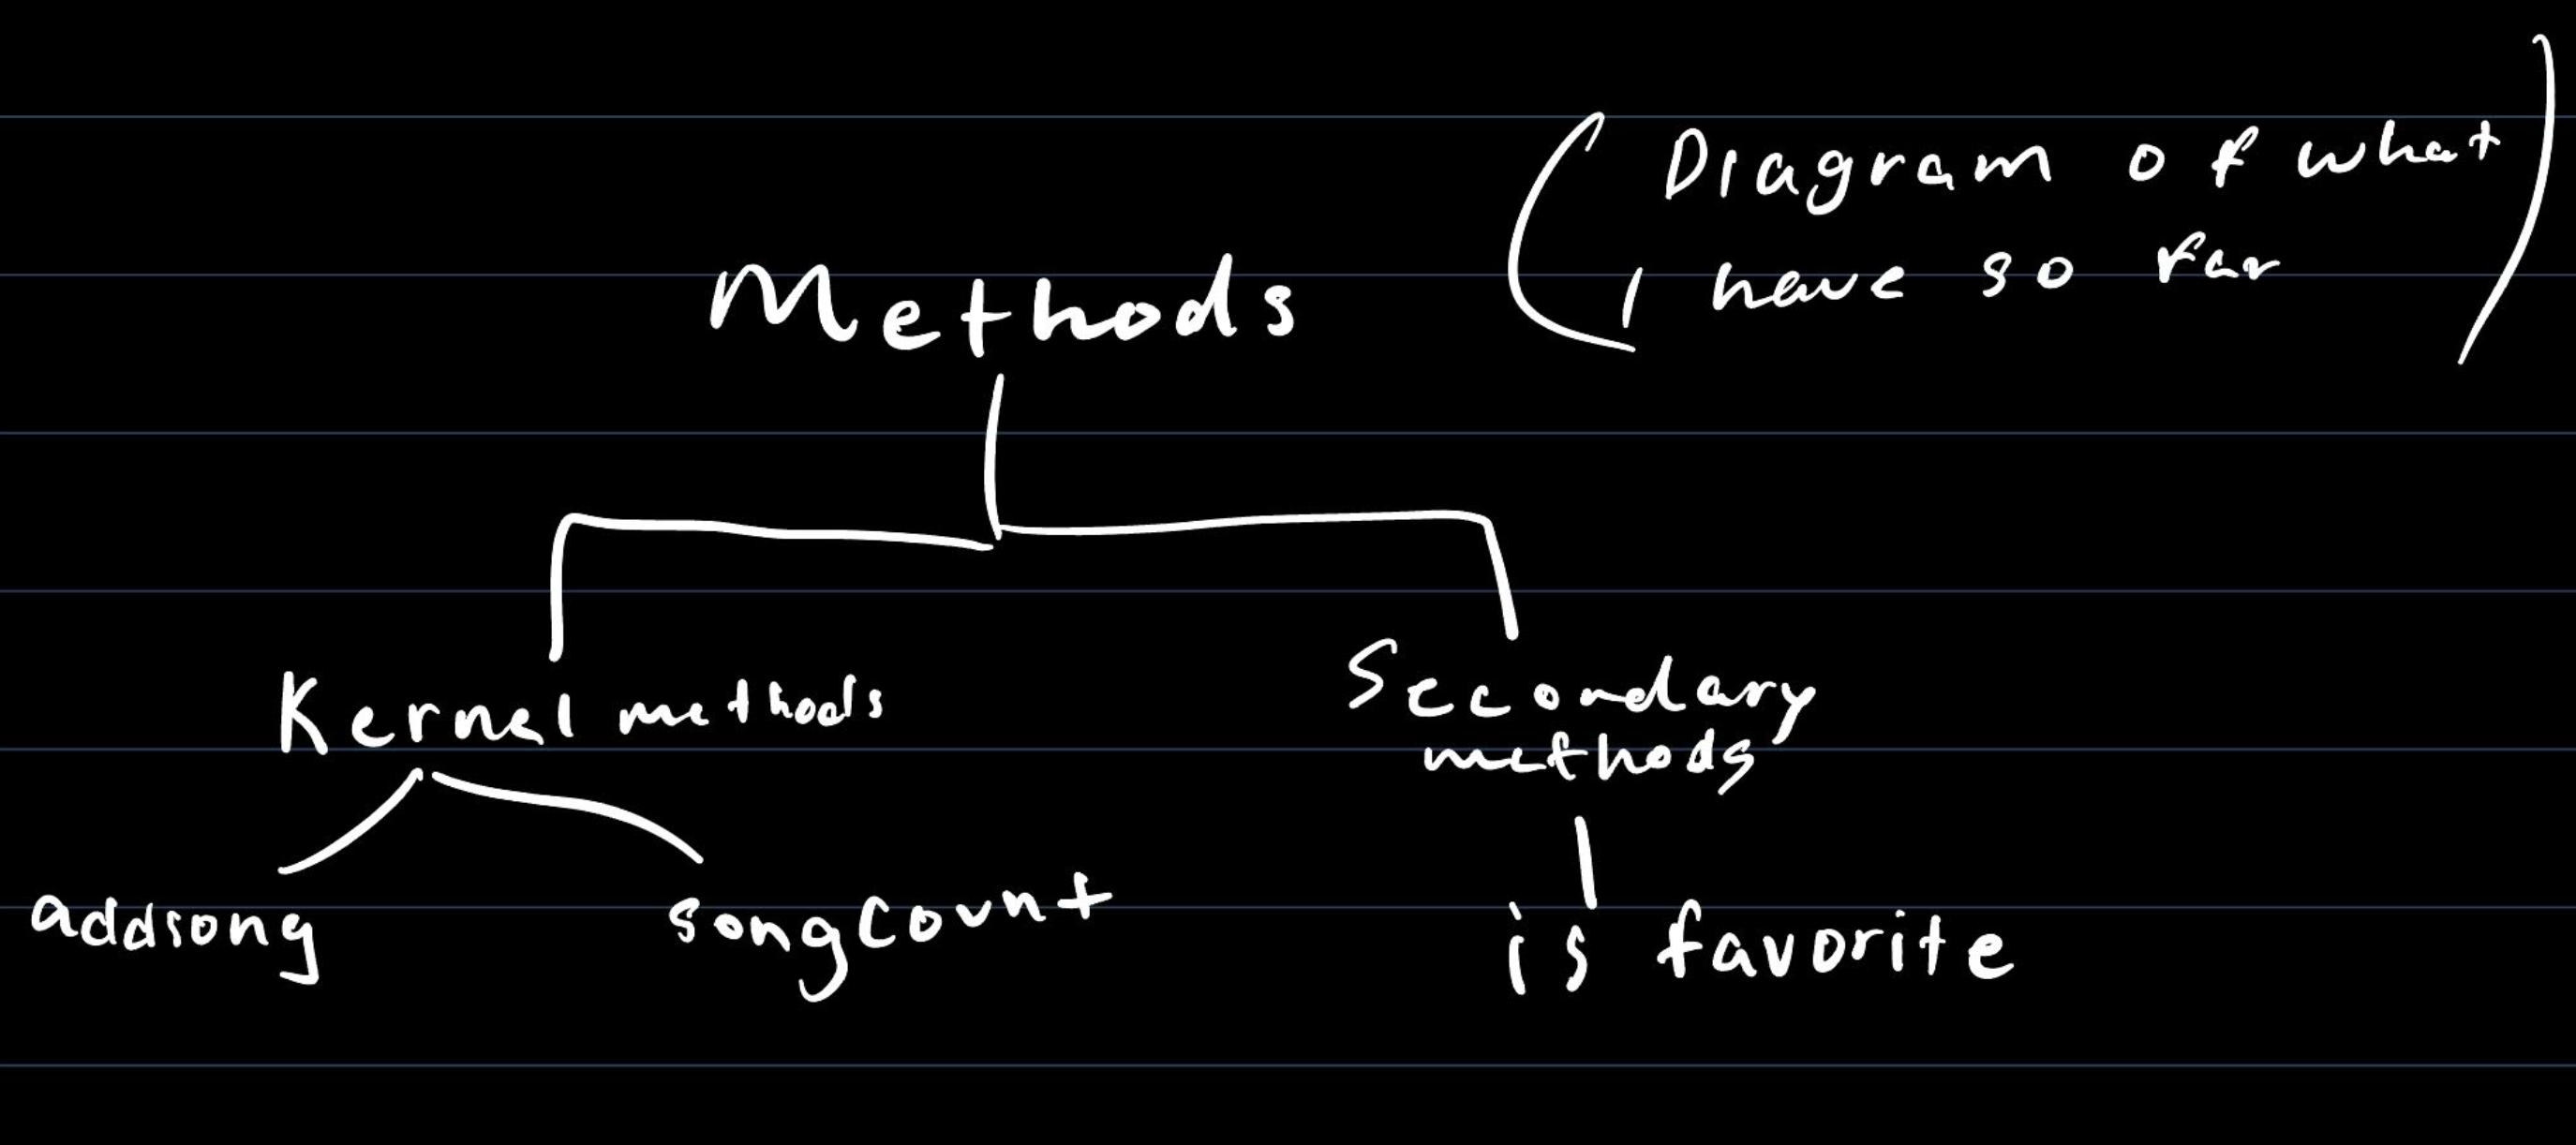 (Diagram of what
I have so far)
Methods
Kernel methods
Secondary
methods
addsong
songcount
is favorite